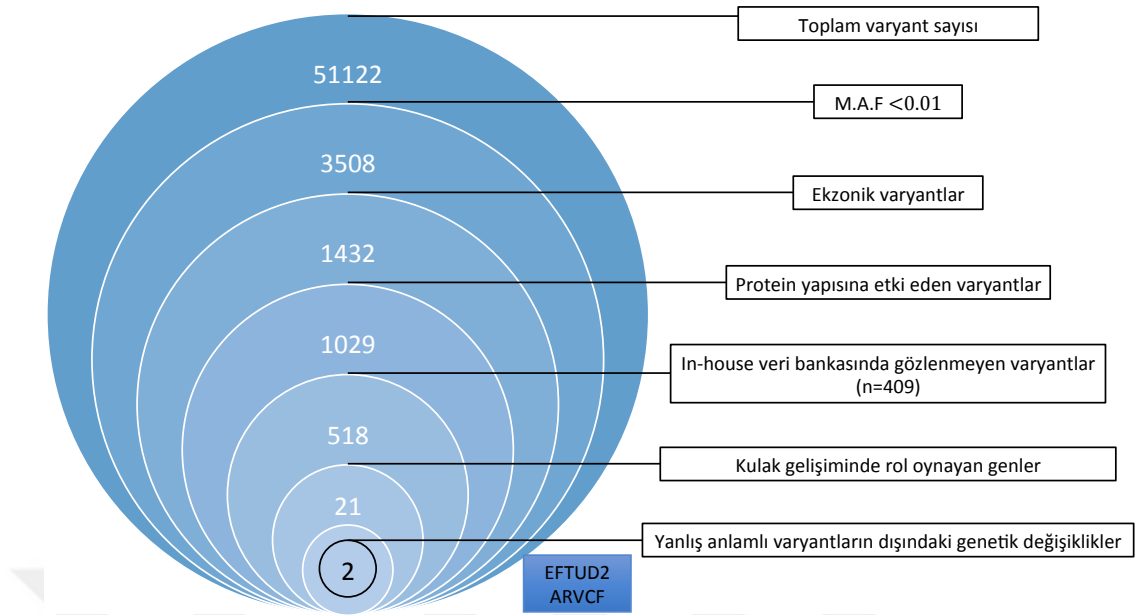 Toplam varyant sayısı
51122
M.A.F <0.01
3508
Ekzonik varyantlar
1432
Protein yapısına etki eden varyantlar
1029
In-house veri bankasında gözlenmeyen varyantlar
(n=409)
518
Kulak gelişiminde rol oynayan genler
21
Yanlış anlamlı varyantların dışındaki genetik değişiklikler
2
EFTUD2
ARVCF